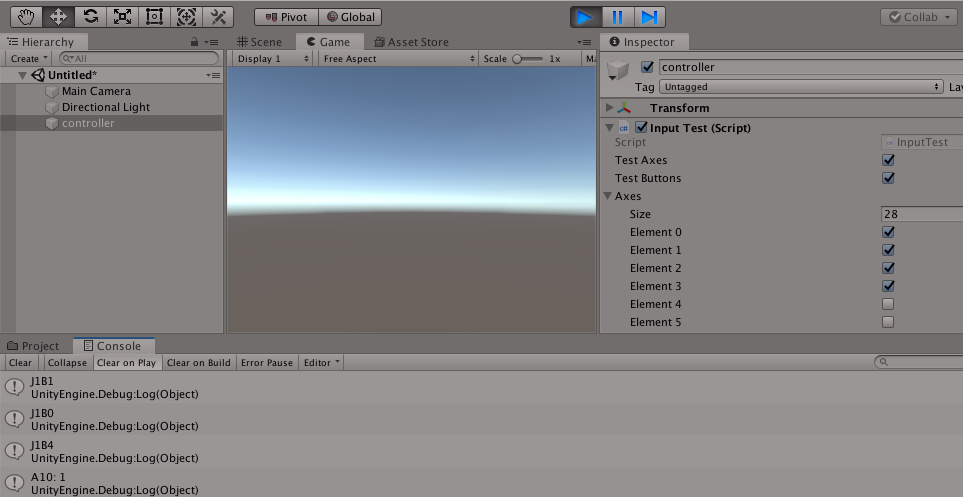 Pivot Global Collab
Hierarchy Scene Game Asset Store Inspector
Create All Display 1 Free Aspect Scale 1x Ma
controller
Untitled*
Tag Untagged Lay
Main Camera
Directional Light Transform
controller Input Test (Script)
Script InputTest
Test Axes
Test Buttons
Axes
Size 28
Element 0
Element 1
Element 2
Element 3
Element 4
Element 5
Project Console
Clear Collapse Clear on Play Clear on Build Error Pause Editor
J1B1
UnityEngine.Debug:Log(Object)
J1B0
UnityEngine.Debug:Log(Object)
J1B4
UnityEngine.Debug:Log(Object)
A10: 1
UnityEngine.Debug:Log(Object)